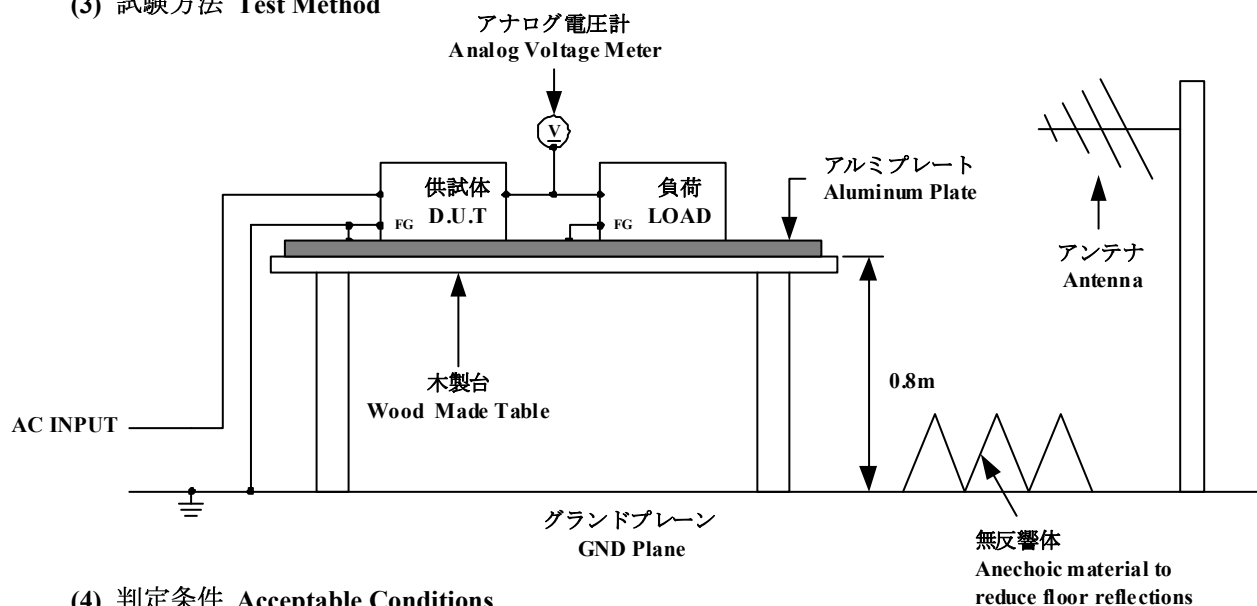 (3) 試験方法 Test Method
アナログ電圧計
Analog Voltage Meter
V
供試体
D.U.T
FG
負荷
LOAD
FG
アルミプレート
Aluminum Plate
アンテナ
Antenna
木製台
Wood Made Table
0.8m
AC INPUT
グランドプレーン
GND Plane
無反響体
Anechoic material to
reduce floor reflections
(4) 判定条件 Acceptable Conditions